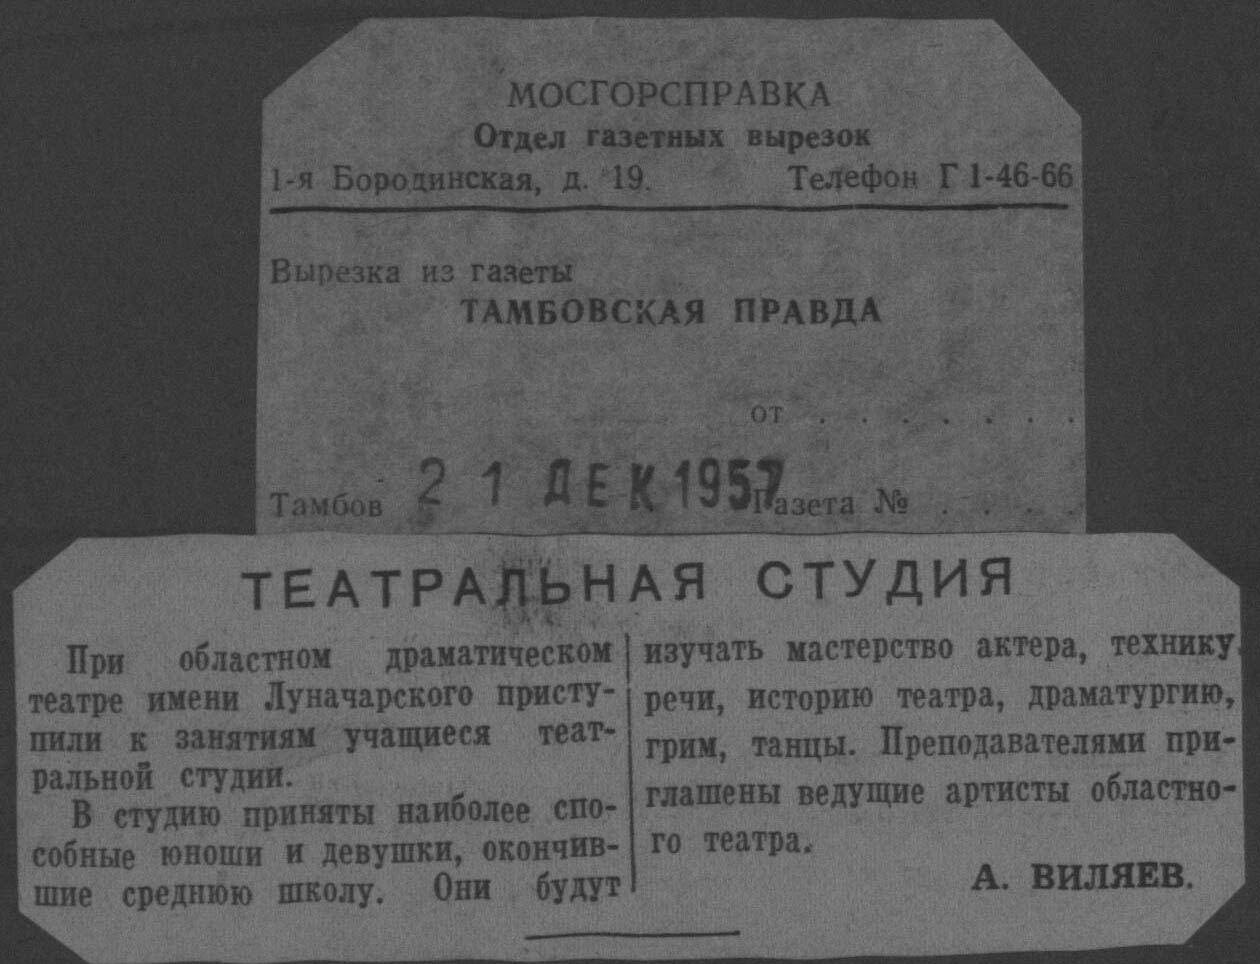 МОСГОРСПРАВКА
Отдел газетных вырезок
1-я Бородинская, д. 19. Телефон Г 1-46-66
Вырезка из газеты
ТАМБОВСКАЯ ПРАВДА
от . . . . . . .
21 ДЕК 1957
Тамбов Газета № . . . .
ТЕАТРАЛЬНАЯ СТУДИЯ
При областном драматическом
театре имени Луначарского присту-
пили к занятиям учащиеся теат-
ральной студии.
В студию приняты наиболее спо-
собные юноши и девушки, окончив-
шие среднюю школу. Они будут
изучать мастерство актера, технику
речи, историю театра, драматургию,
грим, танцы. Преподавателями при-
глашены ведущие артисты областно-
го театра.
А. ВИЛЯЕВ.